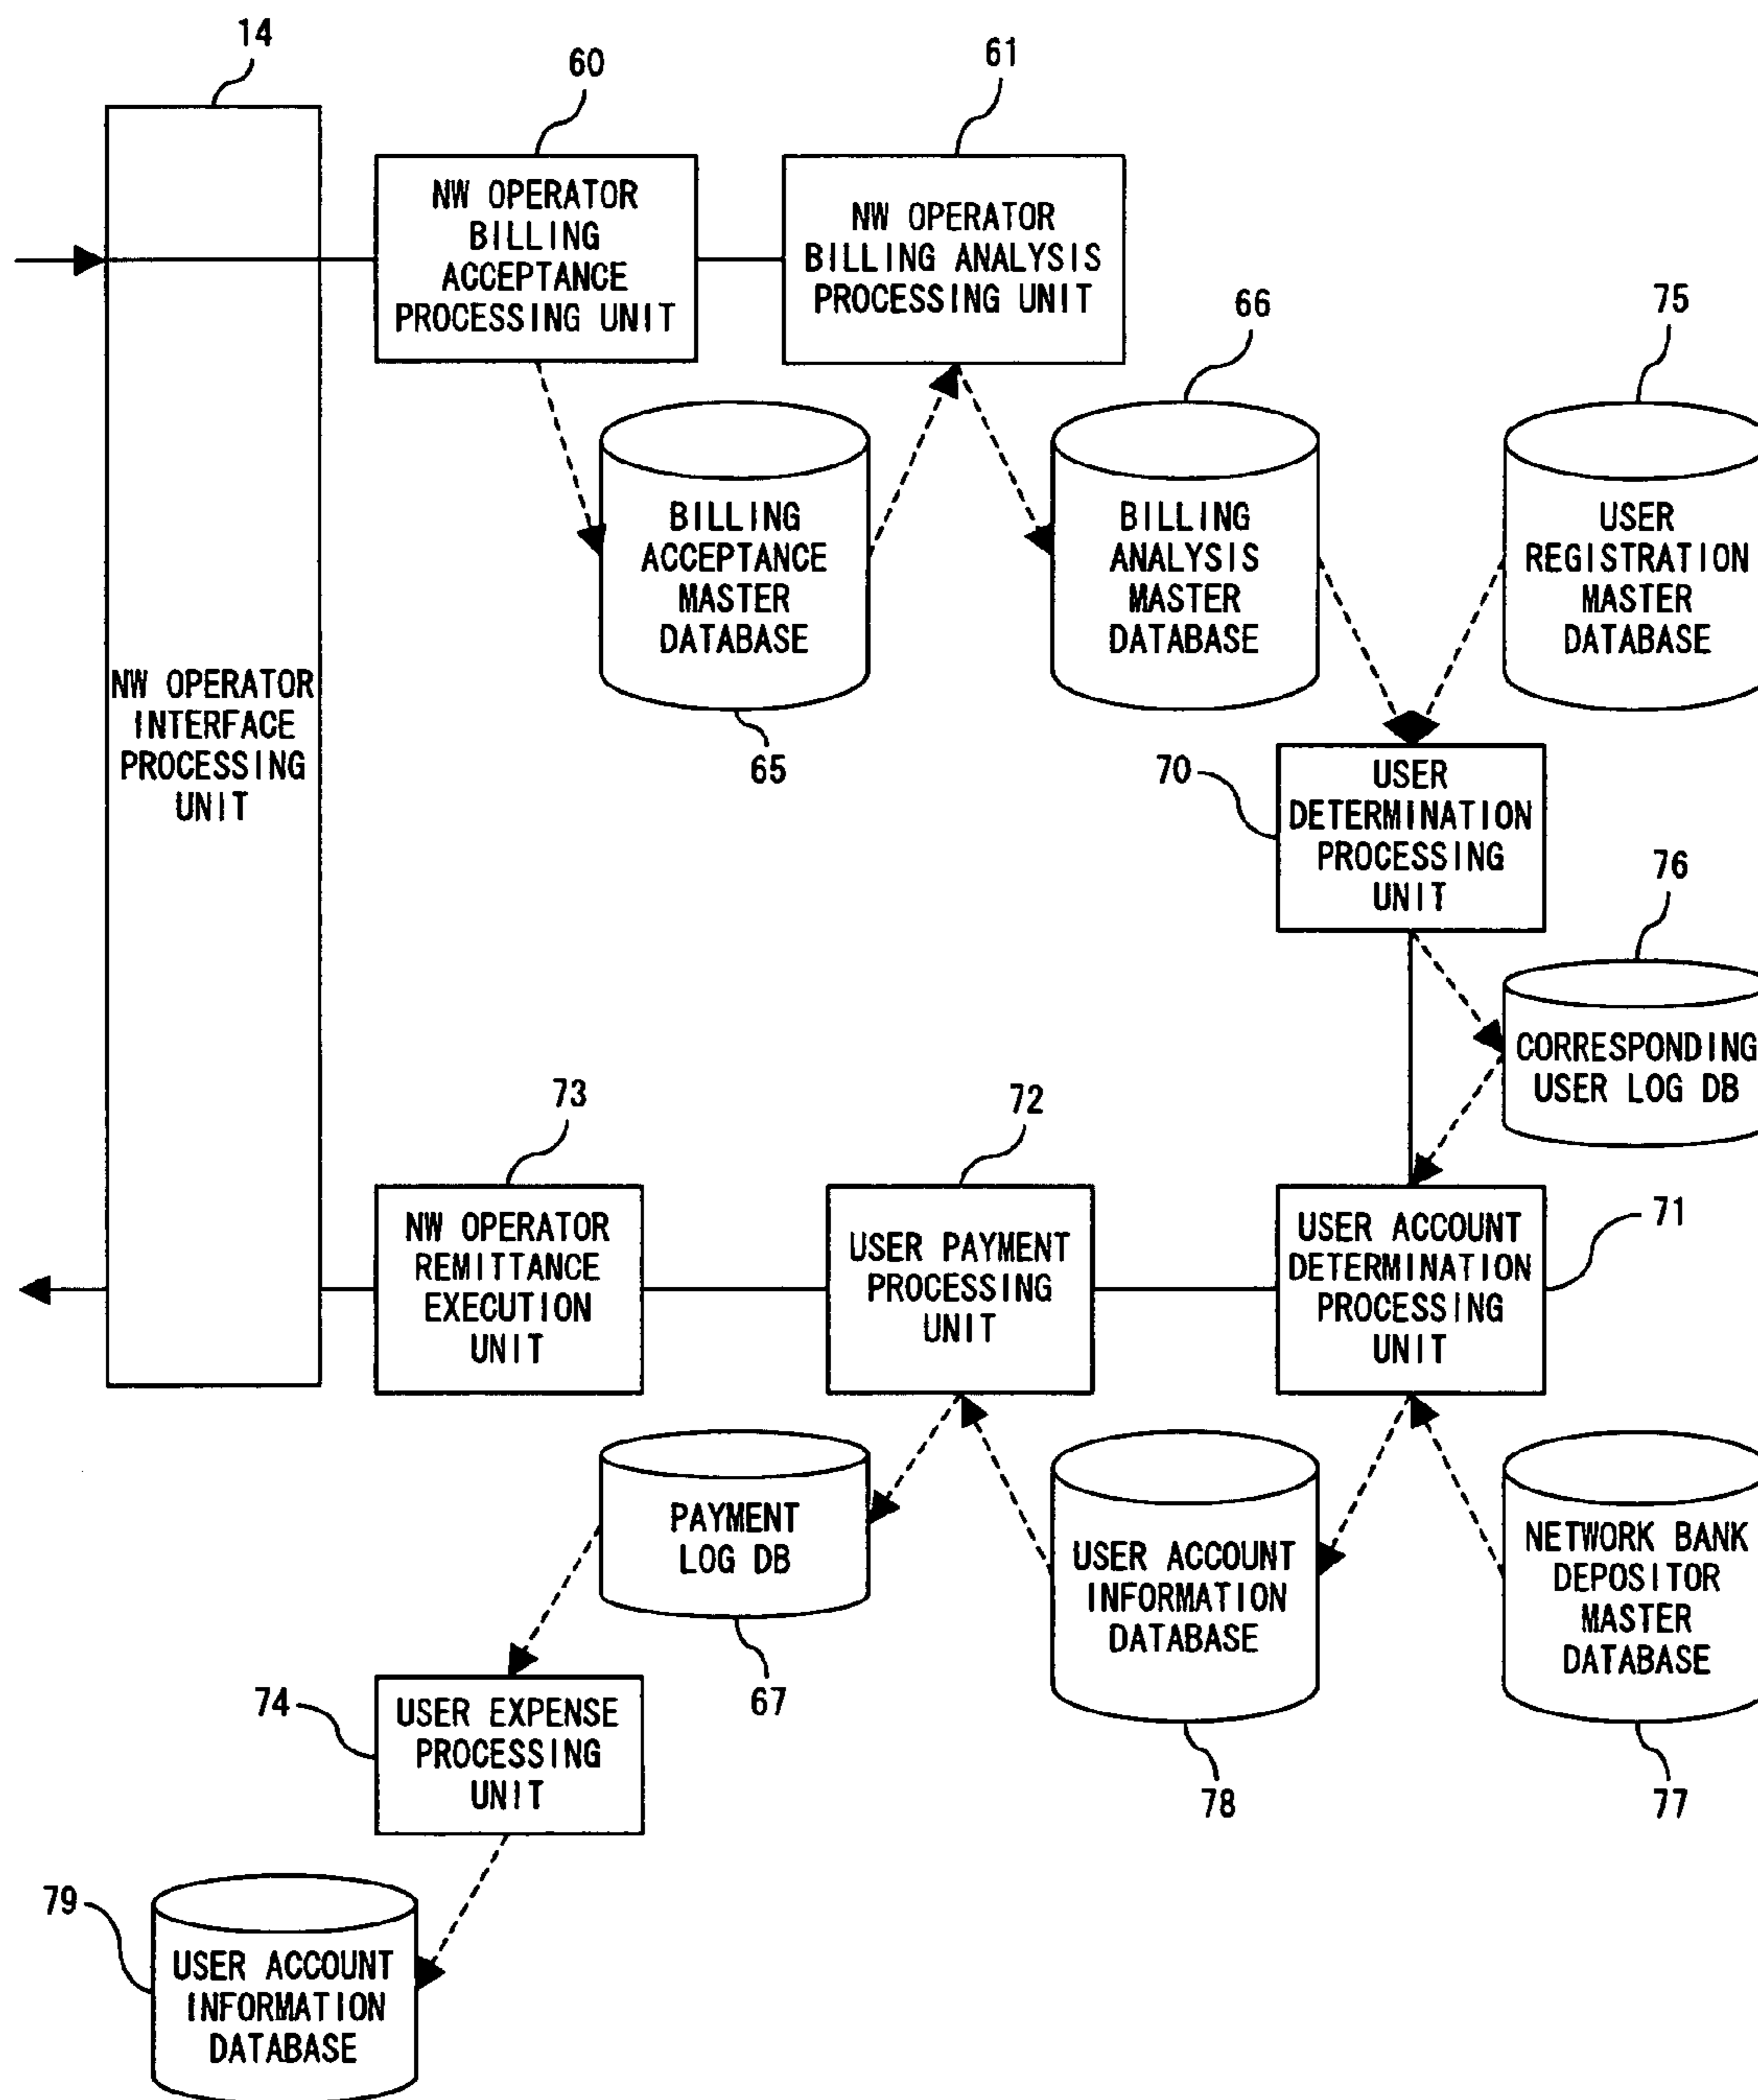 14
60
61
NW OPERATOR
BILLING
ACCEPTANCE
PROCESSING UNIT
NW OPERATOR
BILLING ANALYSIS
PROCESSING UNIT
66
75
BILLING
ACCEPTANCE
MASTER
DATABASE
BILLING
ANALYSIS
MASTER
DATABASE
USER
REGISTRATION
MASTER
DATABASE
NW OPERATOR
INTERFACE
PROCESSING
UNIT
65
70
USER
DETERMINATION
PROCESSING
UNIT
76
CORRESPONDING
USER LOG DB
73
72
71
NW OPERATOR
REMITTANCE
EXECUTION
UNIT
USER PAYMENT
PROCESSING
UNIT
USER ACCOUNT
DETERMINATION
PROCESSING
UNIT
PAYMENT
LOG DB
USER ACCOUNT
INFORMATION
DATABASE
NETWORK BANK
DEPOSITOR
MASTER
DATABASE
67
78
77
74
USER EXPENSE
PROCESSING
UNIT
79
USER ACCOUNT
INFORMATION
DATABASE